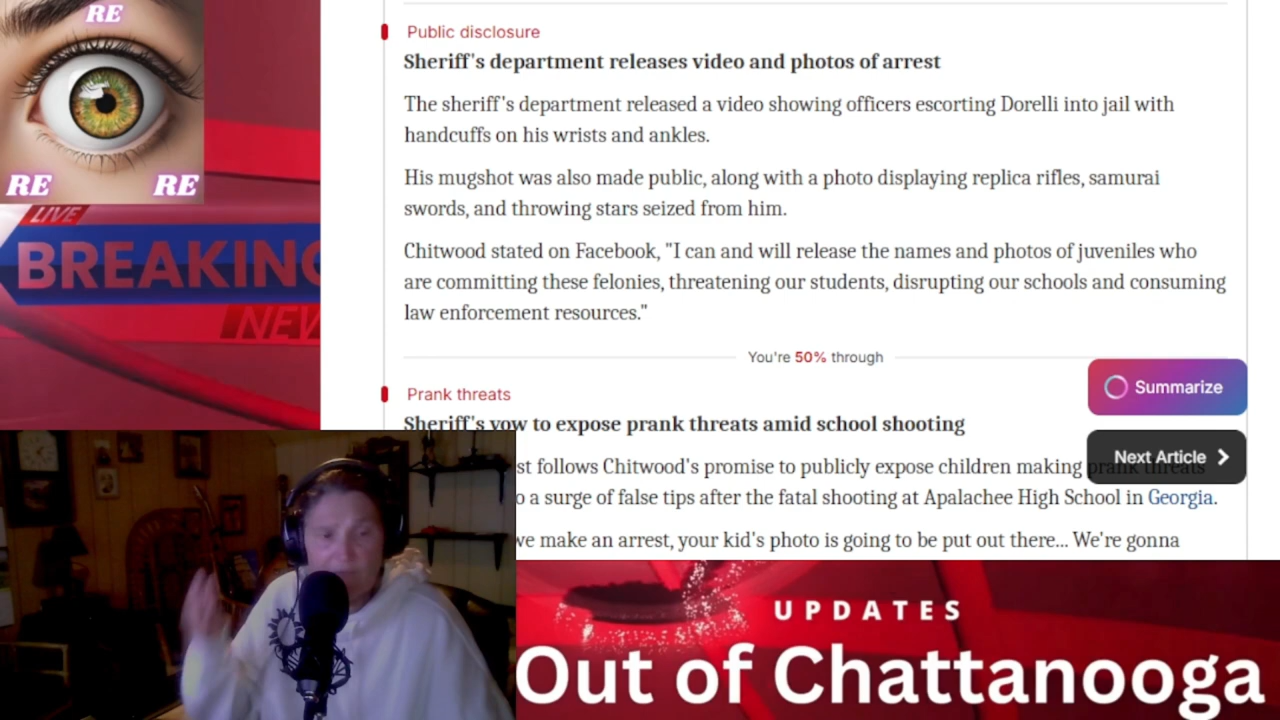 RE
RE RE
LIVE
BREAKING
NEW
Public disclosure
Sheriff's department releases video and photos of arrest
The sheriff's department released a video showing officers escorting Dorelli into jail with
handcuffs on his wrists and ankles.
His mugshot was also made public, along with a photo displaying replica rifles, samurai
swords, and throwing stars seized from him.
Chitwood stated on Facebook, "I can and will release the names and photos of juveniles who
are committing these felonies, threatening our students, disrupting our schools and consuming
law enforcement resources."
You're 50% through
Summarize
Prank threats
Sheriff's vow to expose prank threats amid school shooting
Next Article
st follows Chitwood's promise to publicly expose children making prank threats
o a surge of false tips after the fatal shooting at Apalachee High School in Georgia.
we make an arrest, your kid's photo is going to be put out there... We're gonna
UPDATES
Out of Chattanooga